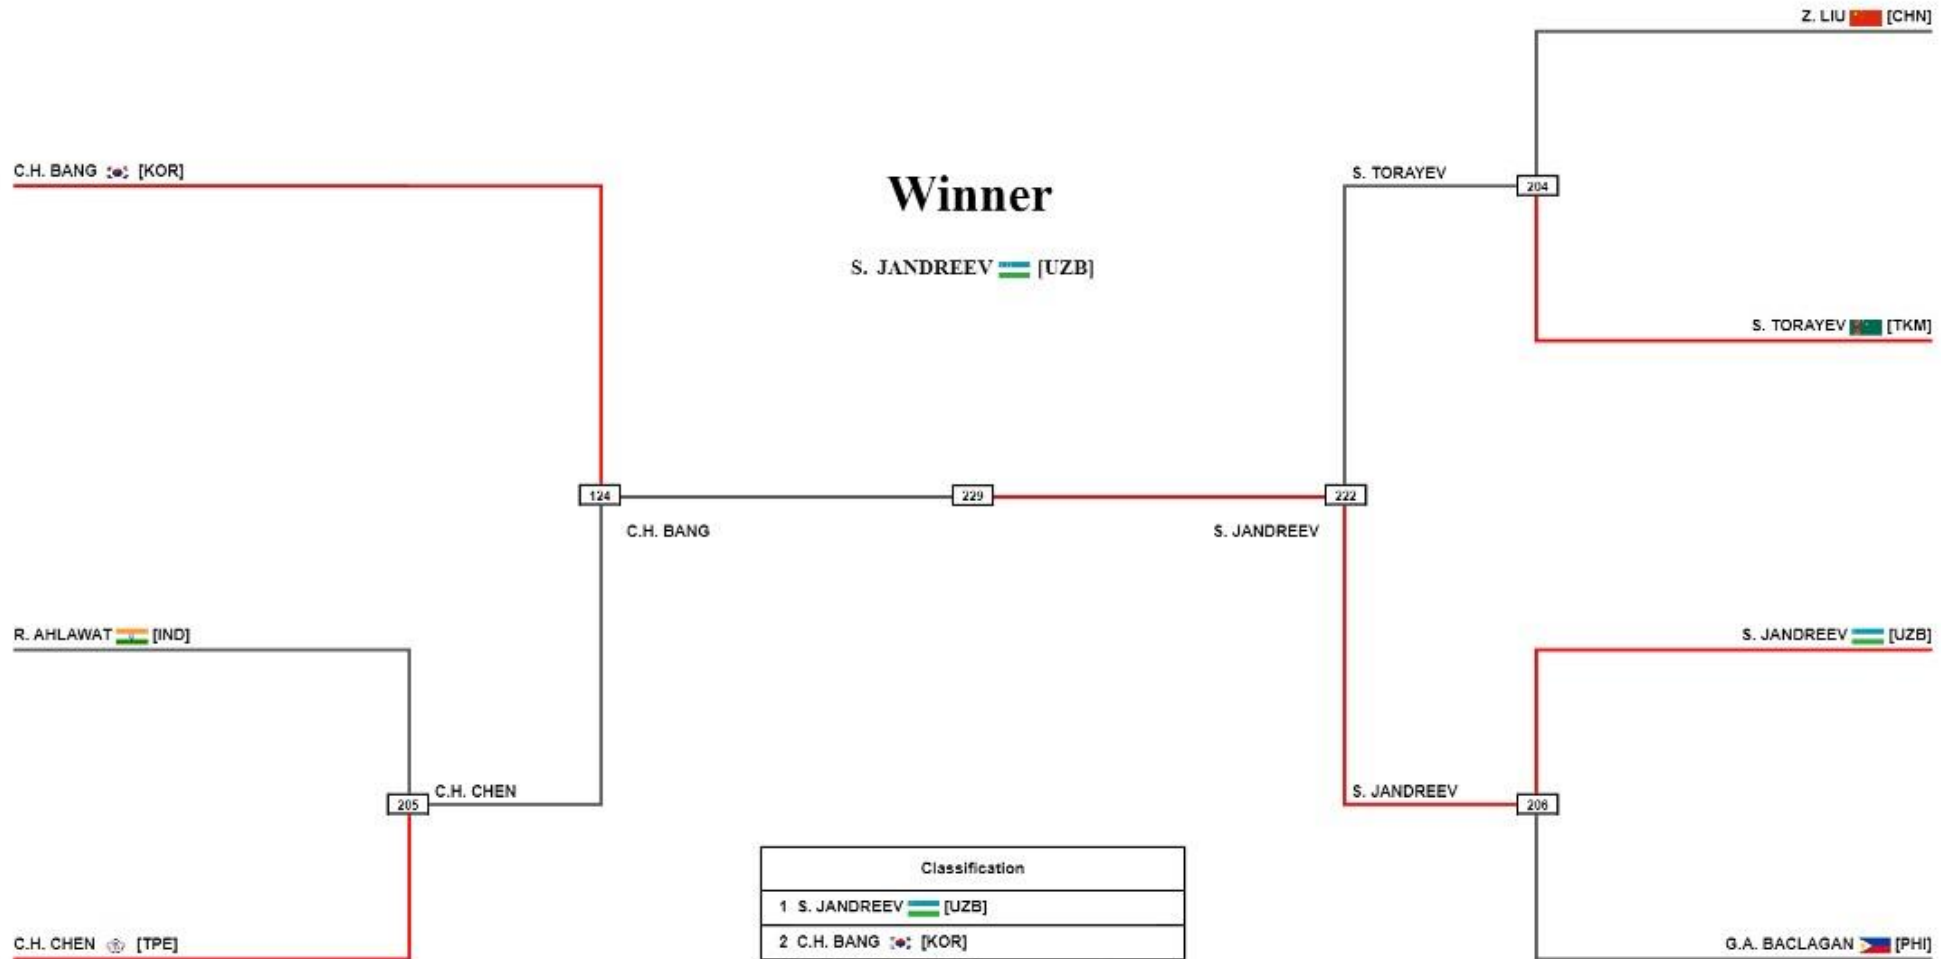 Z. LIU [CHN]
C.H. BANG [KOR]
Winner
S. TORAYEV
204
S. JANDREEV [UZB]
S. TORAYEV [TKM]
124
229
222
C.H. BANG
S. JANDREEV
R. AHLAWAT [IND]
S. JANDREEV [UZB]
205
C.H. CHEN
S. JANDREEV
206
Classification
1 S. JANDREEV [UZB]
2 C.H. BANG [KOR]
C.H. CHEN [TPE]
G.A. BACLAGAN [PHI]